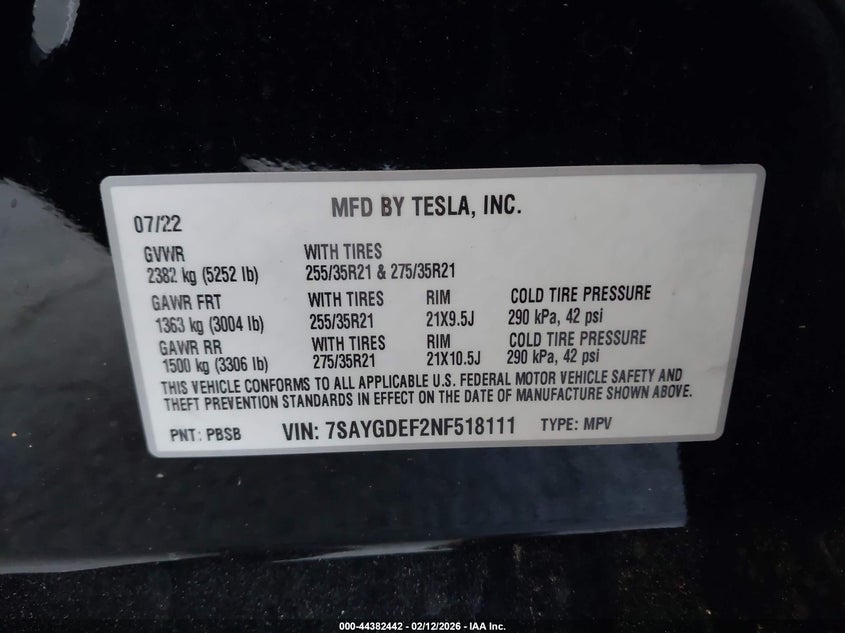 07/22 MFD BY TESLA, INC.
GVWR WITH TIRES
2382 kg (5252 lb) 255/35R21 & 275/35R21
GAWR FRT WITH TIRES RIM COLD TIRE PRESSURE
1363 kg (3004 lb) 255/35R21 21X9.5J 290 kPa, 42 psi
GAWR RR WITH TIRES RIM COLD TIRE PRESSURE
1500 kg (3306 lb) 275/35R21 21X10.5J 290 kPa, 42 psi
THIS VEHICLE CONFORMS TO ALL APPLICABLE U.S. FEDERAL MOTOR VEHICLE SAFETY AND
THEFT PREVENTION STANDARDS IN EFFECT ON THE DATE OF MANUFACTURE SHOWN ABOVE.
PNT: PBSB VIN: 7SAYGDEF2NF518111 TYPE: MPV
000-44382442 - 02/12/2026 - IAA Inc.